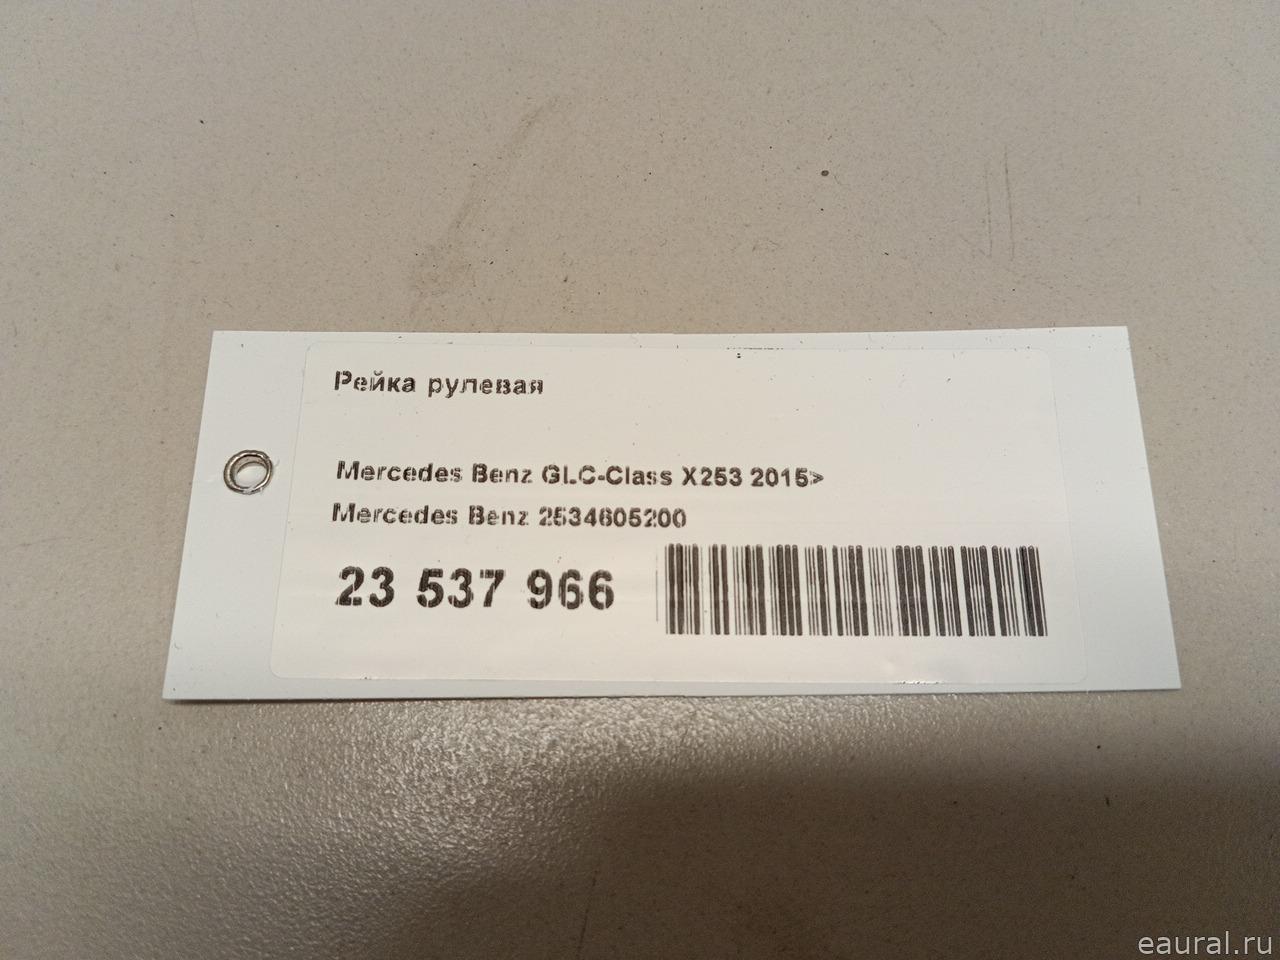 Рейка рулевая
Mercedes Benz GLC-Class X253 2015>
Mercedes Benz 2534605200
23 537 966
eaural.ru